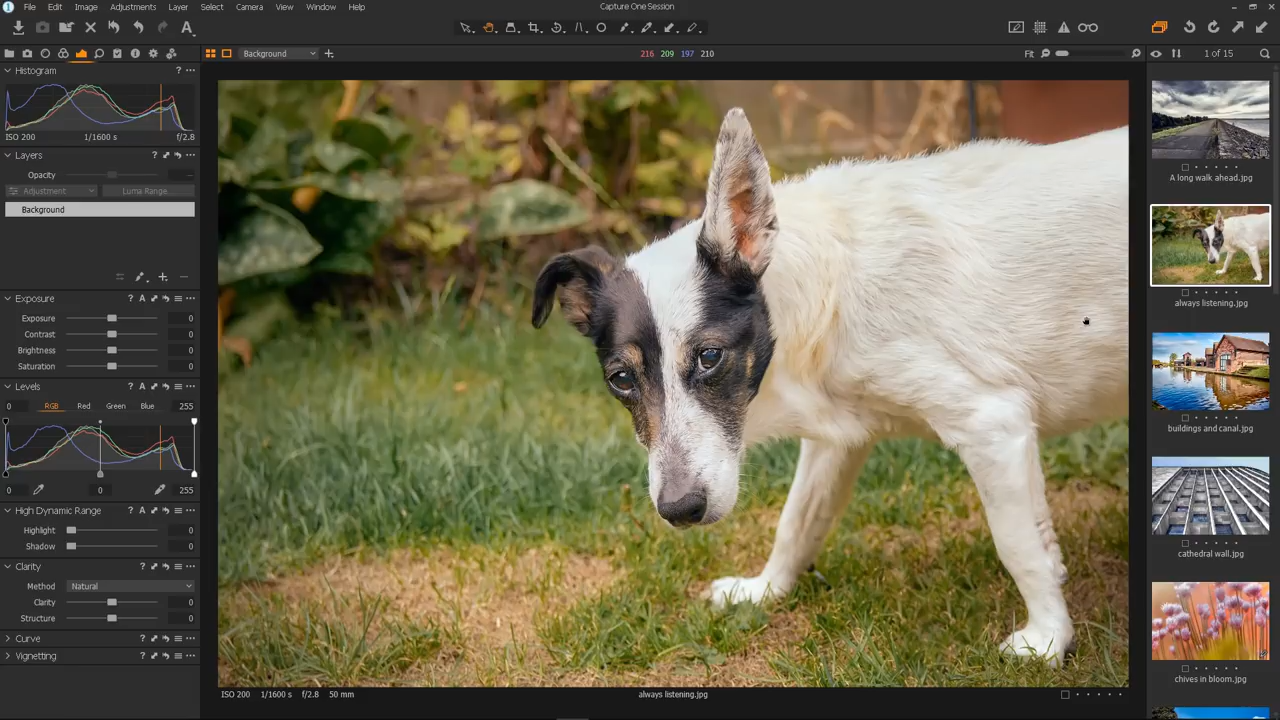 File Edit Image Adjustments Layer Select Camera View Window Help
Capture One Session
Background
216 209 197 210
Fit
1 of 15
Histogram
ISO 200 1/1600 s f/2.8
Layers
Opacity
Adjustment Luma Range...
Background
Exposure
Exposure 0
Contrast 0
Brightness 0
Saturation 0
Levels
0 RGB Red Green Blue 255
0 0 255
High Dynamic Range
Highlight 0
Shadow 0
Clarity
Method Natural
Clarity 0
Structure 0
Curve
Vignetting
ISO 200 1/1600 s f/2.8 50 mm
always listening.jpg
A long walk ahead.jpg
always listening.jpg
buildings and canal.jpg
cathedral wall.jpg
chives in bloom.jpg